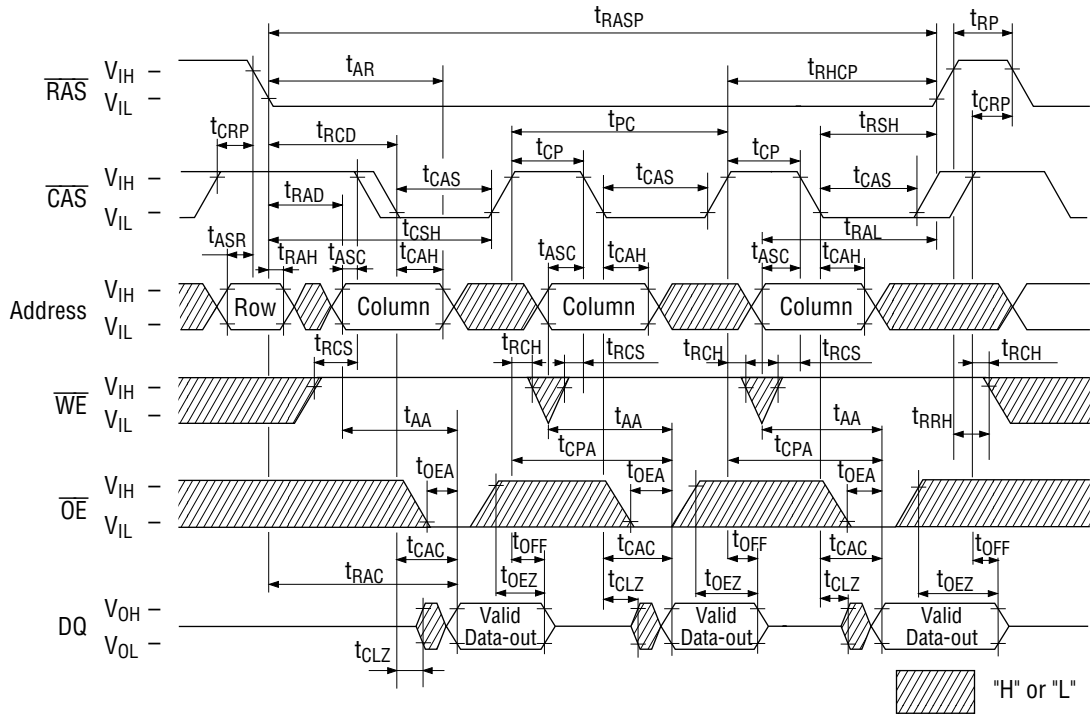 tRASP
tRP
tAR
tRHCP
RAS
VIH
VIL
tCRP
tCRP
tRCD
tPC
tRSH
tCP
tCP
CAS
VIH
VIL
tCAS
tCAS
tCAS
tRAD
tCSH
tRAL
tASR
tRAH
tASC
tCAH
tASC
tCAH
tASC
tCAH
Address
VIH
VIL
Row
Column
Column
Column
tRCS
tRCH
tRCS
tRCH
tRCS
tRCH
WE
VIH
VIL
tAA
tAA
tAA
tRRH
tCPA
tCPA
tOEA
tOEA
tOEA
OE
VIH
VIL
tCAC
tOFF
tCAC
tOFF
tCAC
tOFF
tRAC
tOEZ
tCLZ
tOEZ
tCLZ
tOEZ
DQ
VOH
VOL
Valid
Data-out
Valid
Data-out
Valid
Data-out
tCLZ
"H" or "L"